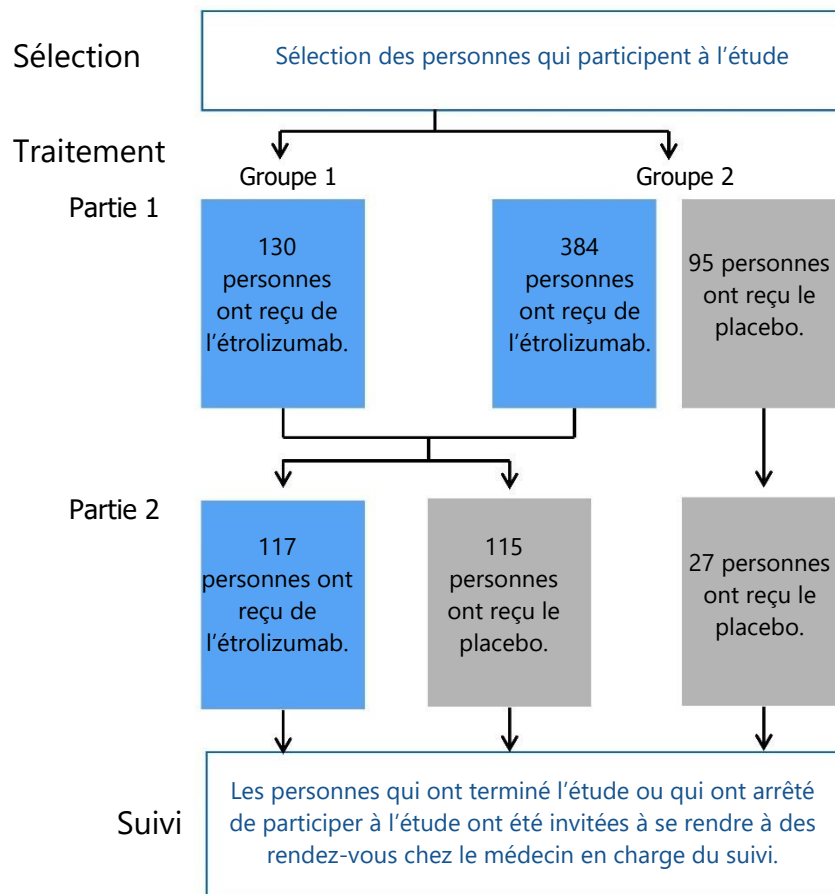 Sélection
Sélection des personnes qui participent à l’étude
Traitement
Groupe 1
Groupe 2
Partie 1
130
personnes
ont reçu de
l’étrolizumab.
384
personnes
ont reçu de
l’étrolizumab.
95 personnes
ont reçu le
placebo.
Partie 2
117
personnes ont
reçu de
l’étrolizumab.
115
personnes
ont reçu le
placebo.
27 personnes
ont reçu le
placebo.
Suivi
Les personnes qui ont terminé l’étude ou qui ont arrêté
de participer à l’étude ont été invitées à se rendre à des
rendez-vous chez le médecin en charge du suivi.